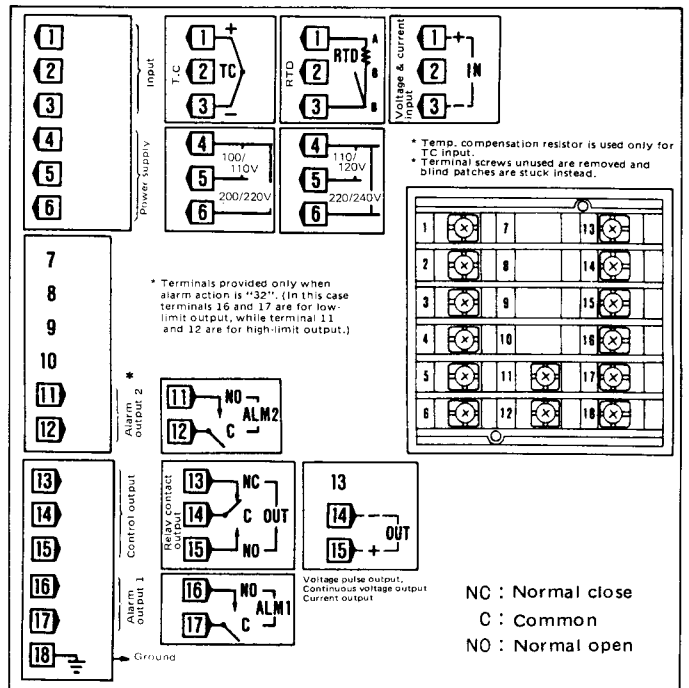 1
2
3
Input
4
5
6
Power supply
T.C
1 +
2 TC
3 −
RTD
1 A
RTD
2 B
3 B
Voltage & current input
1 +
2 IN
3 −
4
100/
110V
5
200/220V
6
4
110/
120V
5
220/240V
6
* Temp. compensation resistor is used only for
TC input.
* Terminal screws unused are removed and
blind patches are stuck instead.
1 7 13
2 8 14
3 9 15
4 10 16
5 11 17
6 12 18
7
8
9
10
*
11
12
Alarm output 2
* Terminals provided only when
alarm action is "32". (In this case
terminals 16 and 17 are for low-
limit output, while terminal 11
and 12 are for high-limit output.)
11 NO
ALM2
12 C
13
14
15
Control output
16
17
Alarm output 1
18
Ground
Relay contact output
13 NC
14 C OUT
15 NO
13
14 −
OUT
15 +
Voltage pulse output,
Continuous voltage output
Current output
16 NO
ALM1
17 C
NC : Normal close
C : Common
NO : Normal open